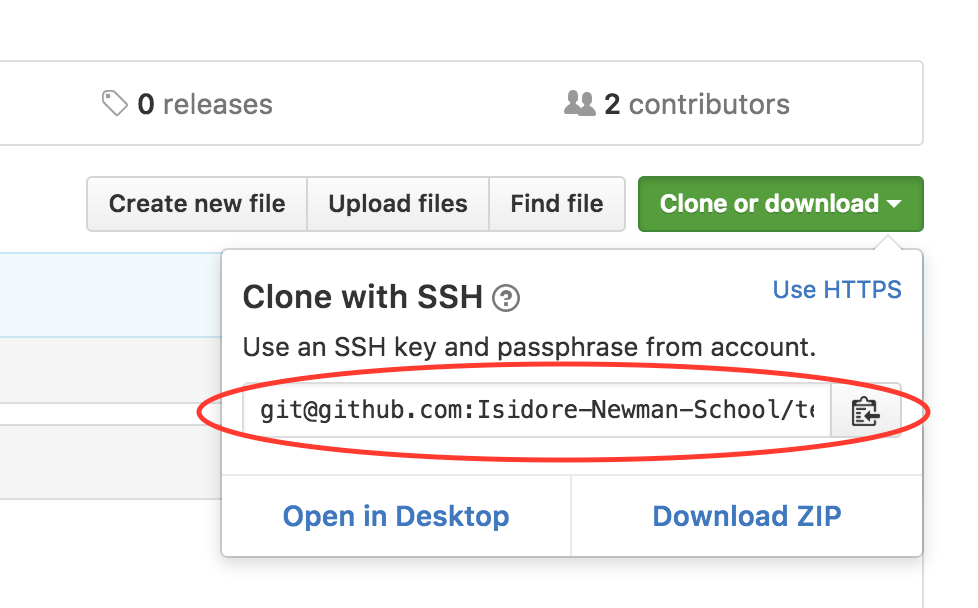 0 releases
2 contributors
Create new file
Upload files
Find file
Clone or download
Clone with SSH
Use HTTPS
Use an SSH key and passphrase from account.
git@github.com:Isidore-Newman-School/te
Open in Desktop
Download ZIP